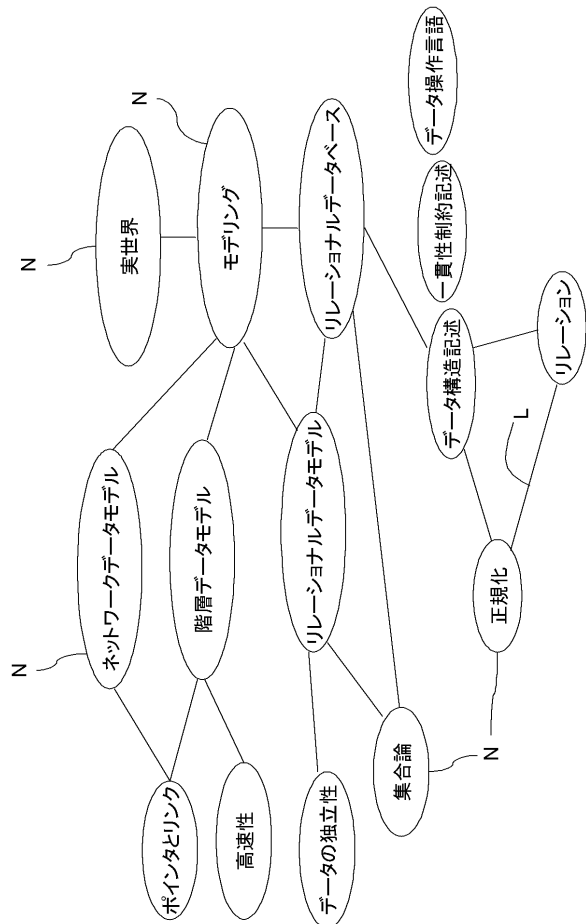 N
実世界
N
モデリング
リレーショナルデータベース
データ操作言語
一貫性制約記述
データ構造記述
リレーション
L
N
ネットワークデータモデル
階層データモデル
リレーショナルデータモデル
正規化
N
ポインタとリンク
高速性
データの独立性
集合論